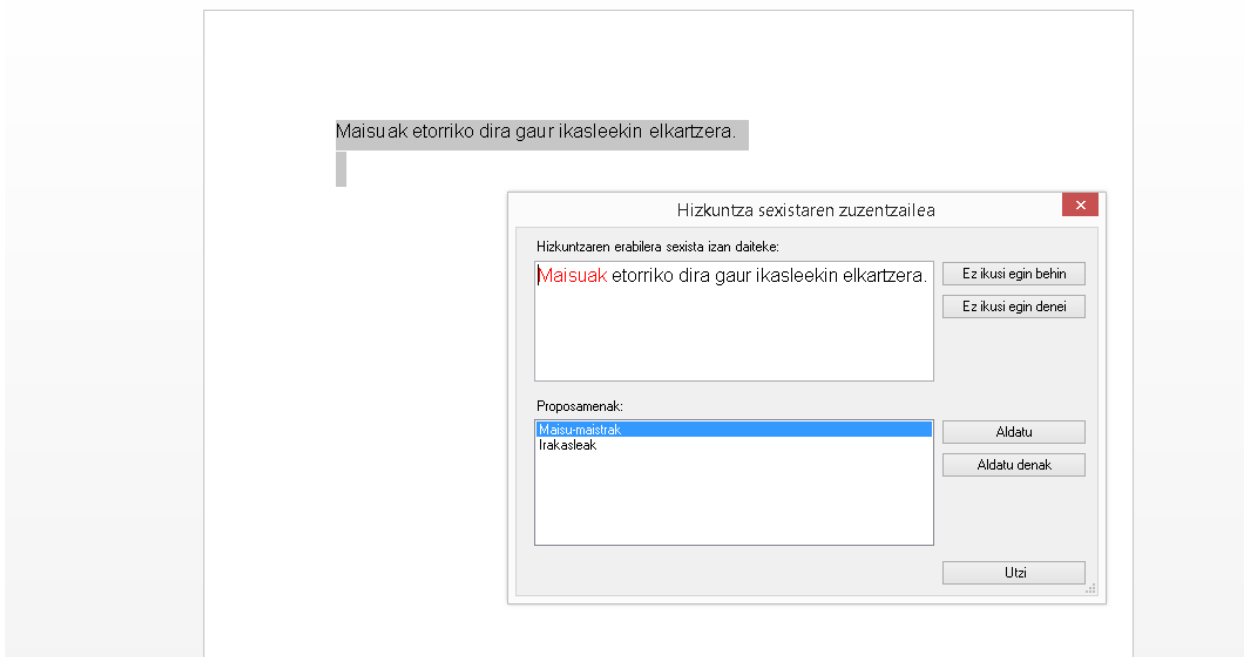 Maisuak etorriko dira gaur ikasleekin elkartzera.
Hizkuntza sexistaren zuzentzailea
Hizkuntzaren erabilera sexista izan daiteke:
Maisuak etorriko dira gaur ikasleekin elkartzera.
Ez ikusi egin behin
Ez ikusi egin denei
Proposamenak:
Maisu-maistrak
Irakasleak
Aldatu
Aldatu denak
Utzi